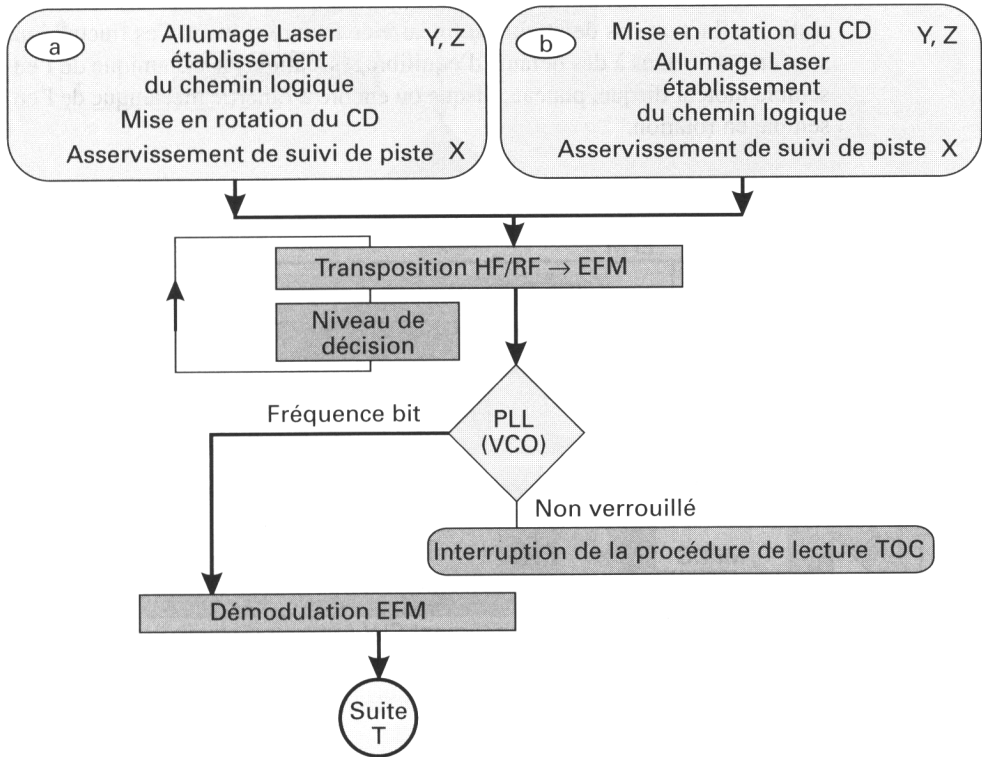 a
Allumage Laser
Y, Z
établissement
du chemin logique
Mise en rotation du CD
Asservissement de suivi de piste X
b
Mise en rotation du CD
Y, Z
Allumage Laser
établissement
du chemin logique
Asservissement de suivi de piste X
Transposition HF/RF → EFM
Niveau de
décision
Fréquence bit
PLL
(VCO)
Non verrouillé
Interruption de la procédure de lecture TOC
Démodulation EFM
Suite
T